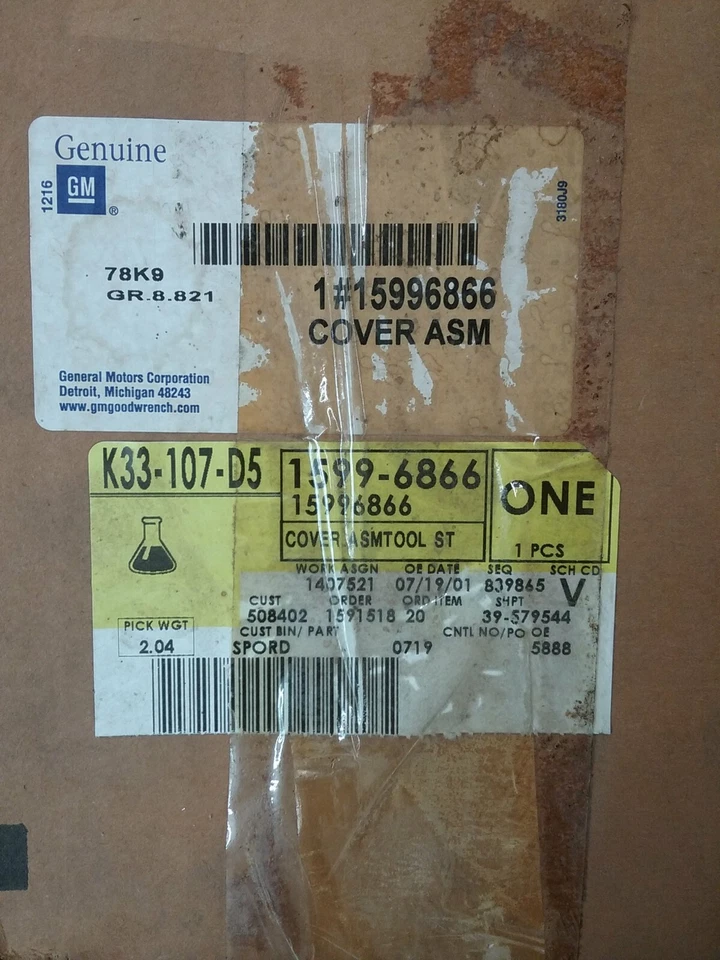 Genuine
1216
GM
®
3180J9
78K9
GR.8.821
1#15996866
COVER ASM
General Motors Corporation
Detroit, Michigan 48243
www.gmgoodwrench.com
K33-107-D5
1599-6866
15996866
COVER ASMTOOL ST
ONE
1 PCS
WORK ASGN OE DATE SEQ SCH CD
1407521 07/19/01 839865 V
CUST ORDER ORD ITEM SHPT
508402 1591518 20 39-579544
PICK WGT
2.04
CUST BIN/ PART CNTL NO/PO OE
SPORD 0719 5888